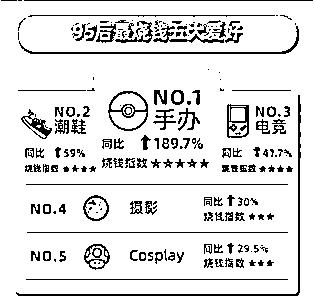 95后最烧钱五大爱好
NO.1
手办
同比 ⬆189.7%
烧钱指数 ★★★★★
NO.2
潮鞋
同比 ⬆59%
烧钱指数 ★★★★
NO.3
电竞
同比 ⬆41.7%
烧钱指数 ★★★★
NO.4 摄影
同比 ⬆30%
烧钱指数 ★★★
NO.5 Cosplay
同比 ⬆29.5%
烧钱指数 ★★★